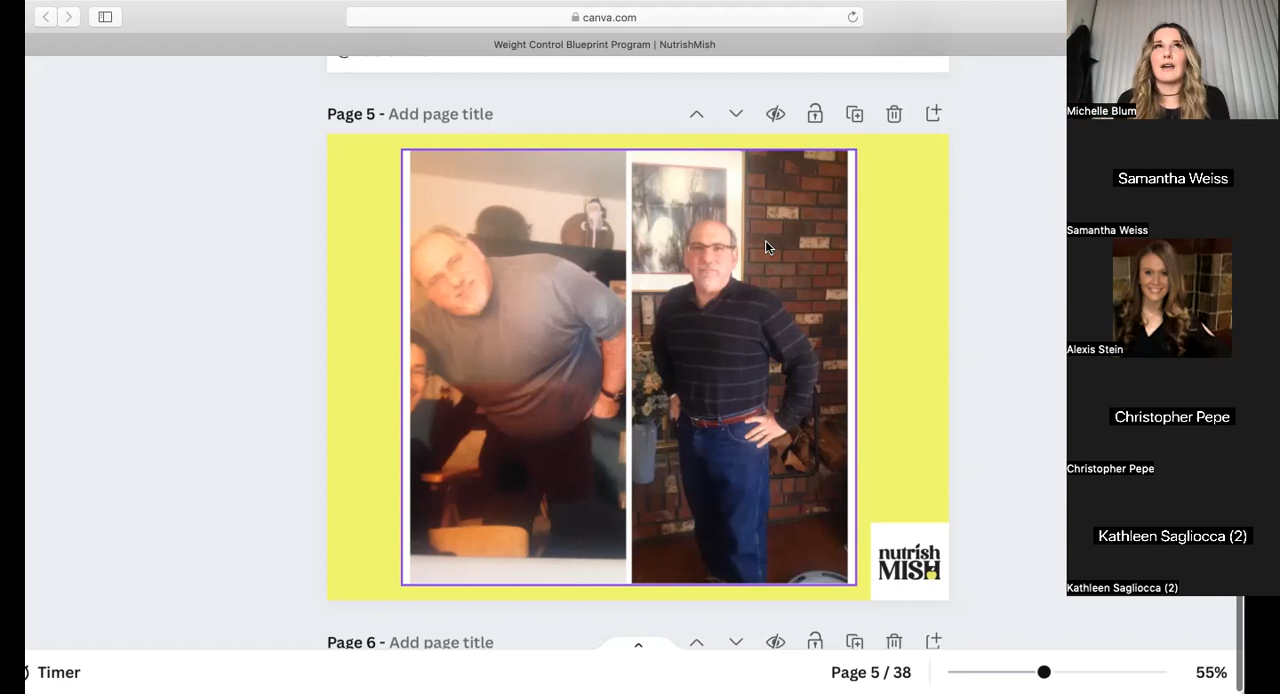 canva.com
Weight Control Blueprint Program | NutrishMish
Page 5 - Add page title
nutrish
MISH
Page 6 - Add page title
Timer
Page 5 / 38
55%
Michelle Blum
Samantha Weiss
Samantha Weiss
Alexis Stein
Christopher Pepe
Christopher Pepe
Kathleen Sagliocca (2)
Kathleen Sagliocca (2)